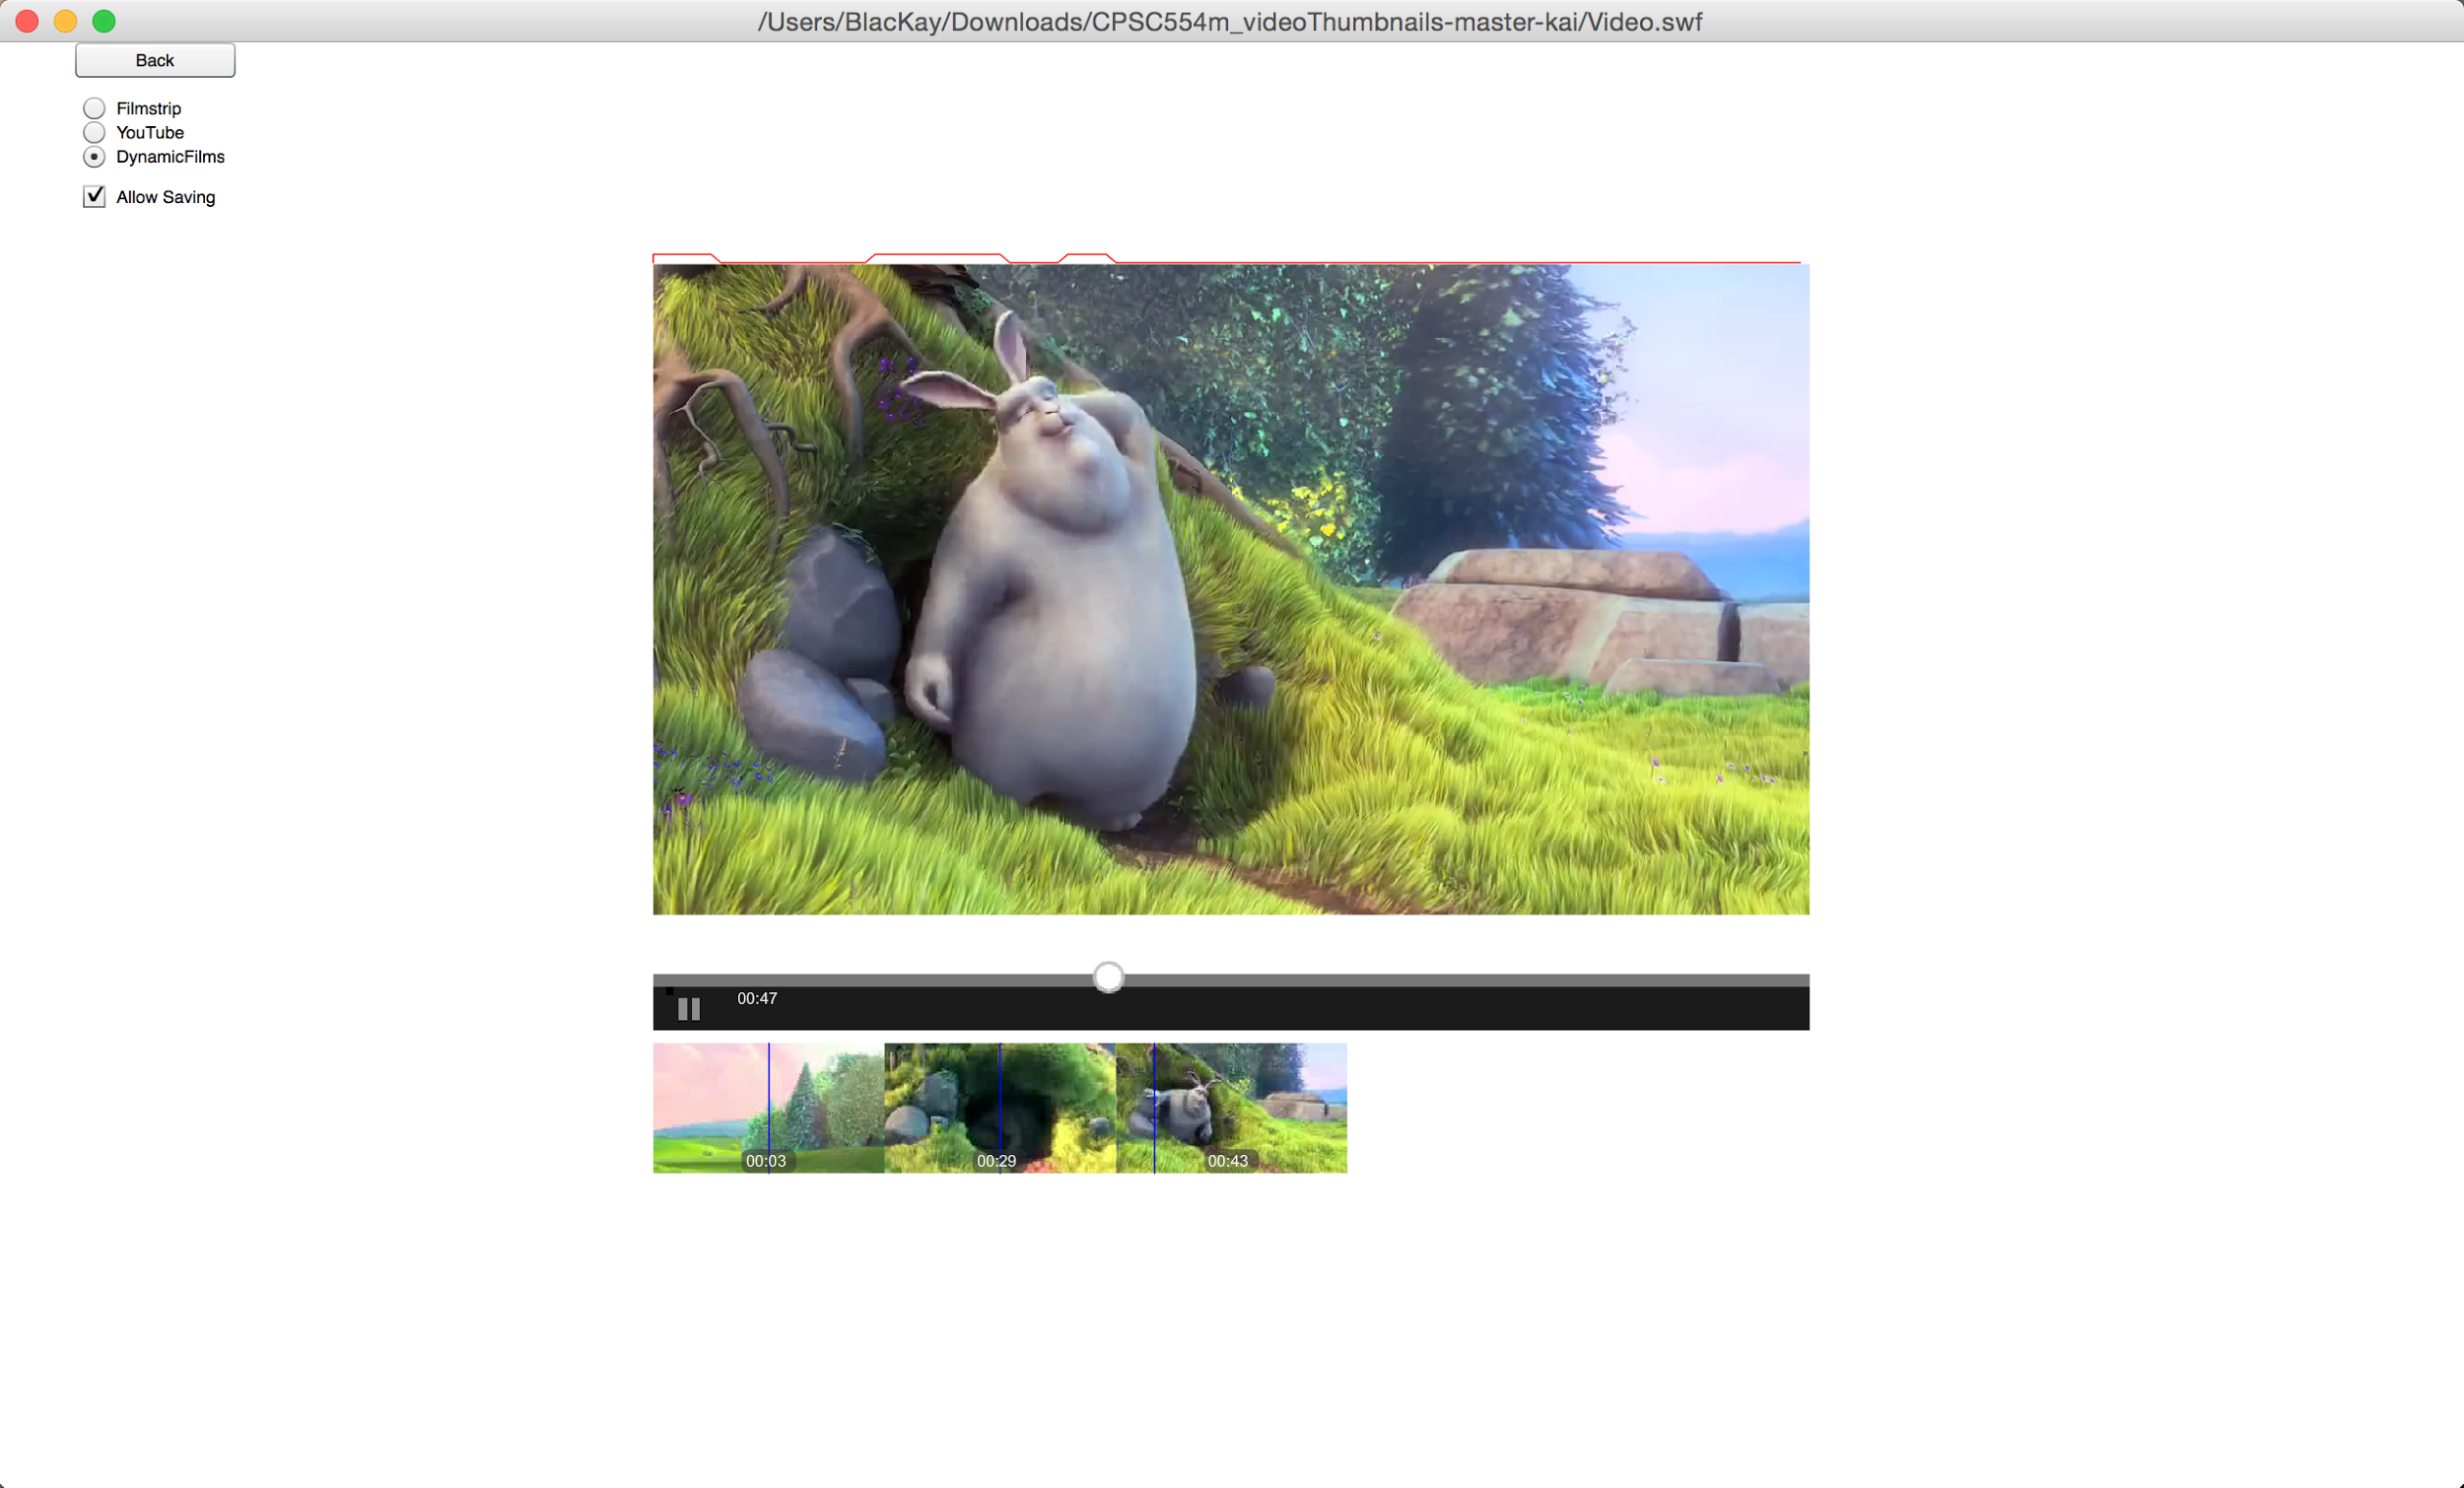 /Users/BlacKay/Downloads/CPSC554m_videoThumbnails-master-kai/Video.swf
Back
Filmstrip
YouTube
DynamicFilms
Allow Saving
00:47
00:03
00:29
00:43